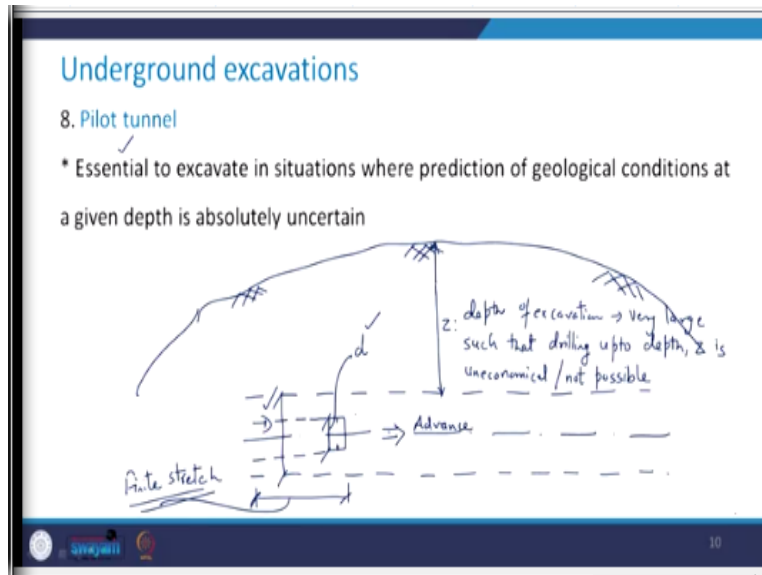 Underground excavations
8. Pilot tunnel
* Essential to excavate in situations where prediction of geological conditions at
a given depth is absolutely uncertain
z: depth of excavation → very large
such that drilling upto depth, z is
uneconomical / not possible
d
D
⇒ Advance
Finite stretch
swayam
10